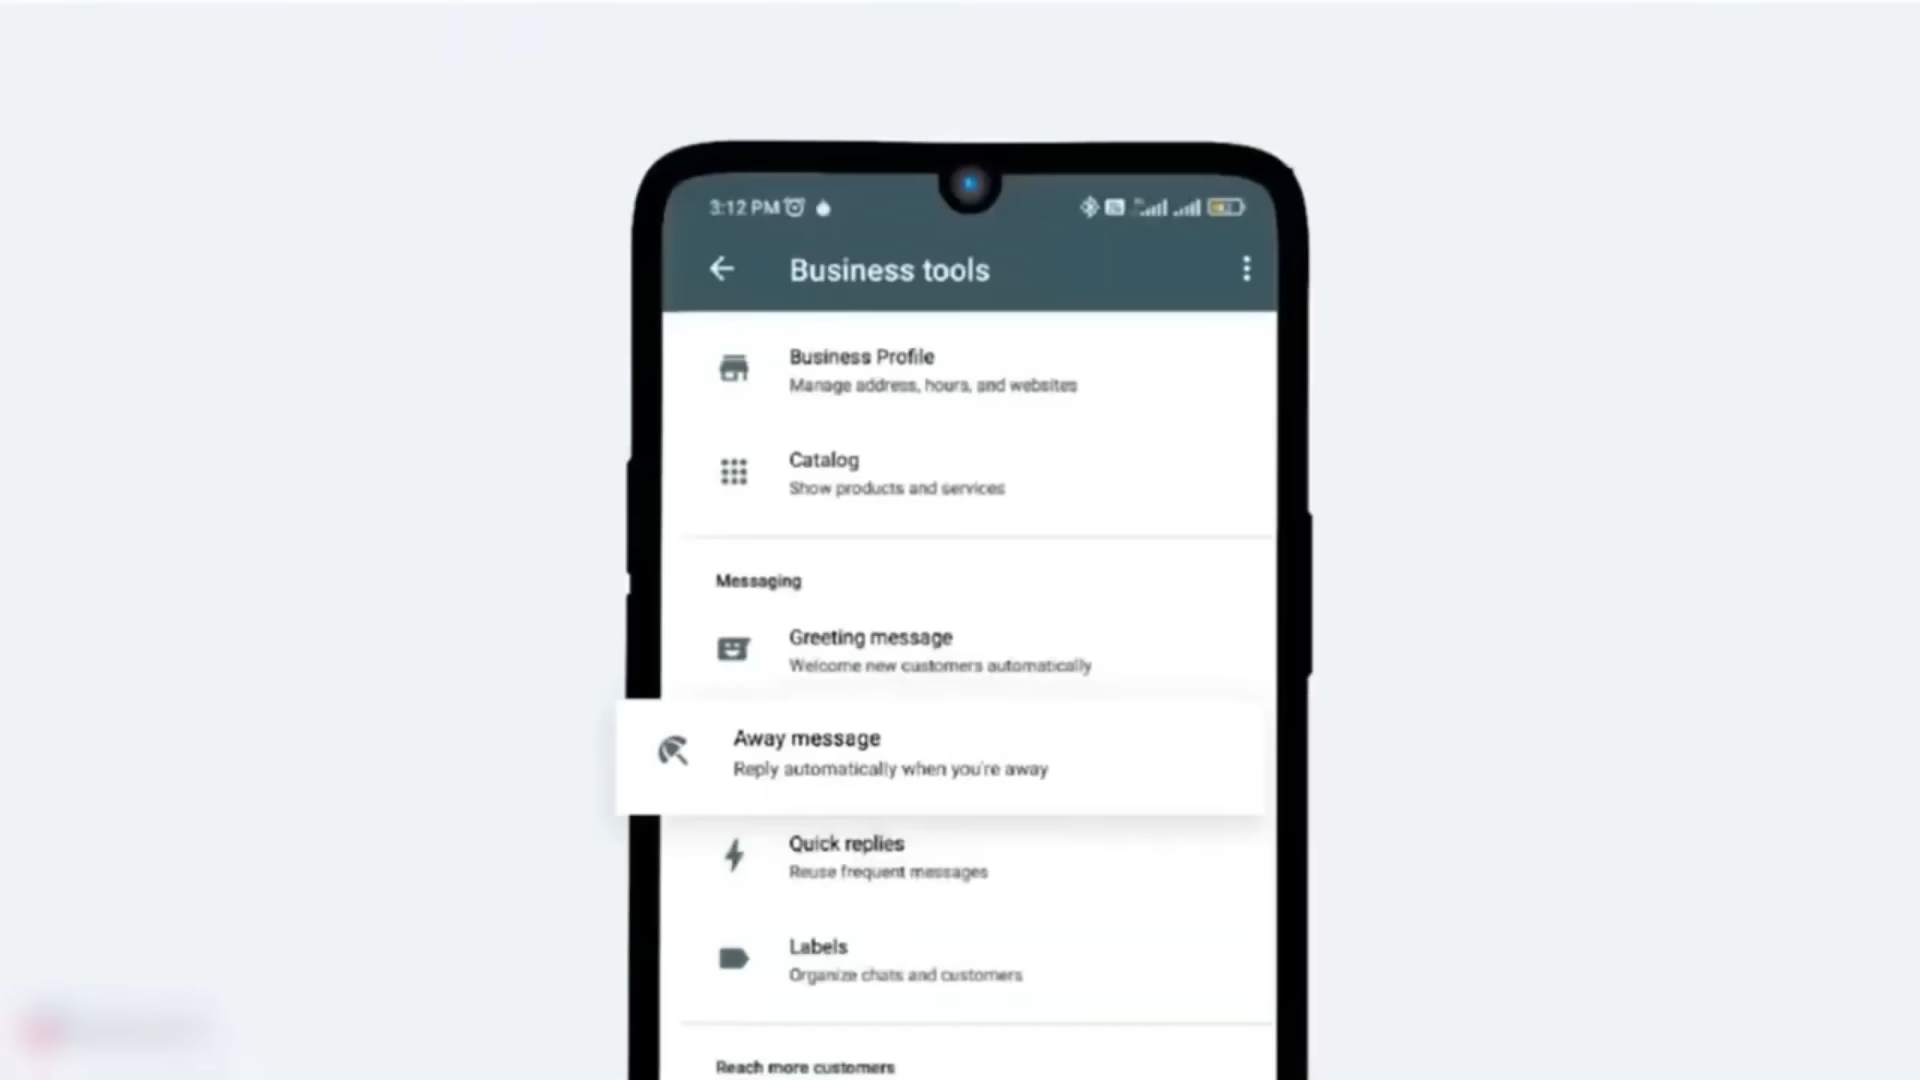 3:12 PM
Business tools
Business Profile
Manage address, hours, and websites
Catalog
Show products and services
Messaging
Greeting message
Welcome new customers automatically
Away message
Reply automatically when you're away
Quick replies
Reuse frequent messages
Labels
Organize chats and customers
Reach more customers